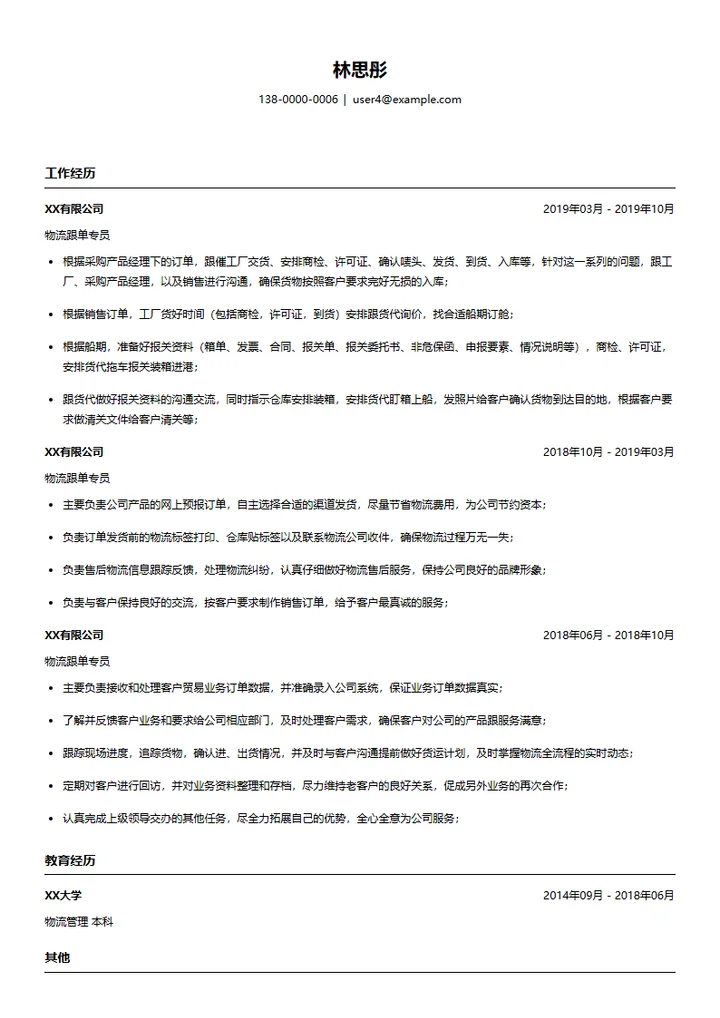 林思彤
138-0000-0006 | user4@example.com
工作经历
XX有限公司 2019年03月 - 2019年10月
物流跟单专员
• 根据采购产品经理下的订单，跟催工厂交货、安排商检、许可证、确认唛头、发货、到货、入库等，针对这一系列的问题，跟工
厂、采购产品经理，以及销售进行沟通，确保货物按照客户要求完好无损的入库；
• 根据销售订单，工厂货好时间（包括商检，许可证，到货）安排跟货代询价，找合适船期订舱；
• 根据船期，准备好报关资料（箱单、发票、合同、报关单、报关委托书、非危保函、申报要素、情况说明等），商检、许可证，
安排货代拖车报关装箱进港；
• 跟货代做好报关资料的沟通交流，同时指示仓库安排装箱，安排货代盯箱上船，发照片给客户确认货物到达目的地，根据客户要
求做清关文件给客户清关等；
XX有限公司 2018年10月 - 2019年03月
物流跟单专员
• 主要负责公司产品的网上预报订单，自主选择合适的渠道发货，尽量节省物流费用，为公司节约资本；
• 负责订单发货前的物流标签打印、仓库贴标签以及联系物流公司收件，确保物流过程万无一失；
• 负责售后物流信息跟踪反馈，处理物流纠纷，认真仔细做好物流售后服务，保持公司良好的品牌形象；
• 负责与客户保持良好的交流，按客户要求制作销售订单，给予客户最真诚的服务；
XX有限公司 2018年06月 - 2018年10月
物流跟单专员
• 主要负责接收和处理客户贸易业务订单数据，并准确录入公司系统，保证业务订单数据真实；
• 了解并反馈客户业务和要求给公司相应部门，及时处理客户需求，确保客户对公司的产品跟服务满意；
• 跟踪现场进度，追踪货物，确认进、出货情况，并及时与客户沟通提前做好货运计划，及时掌握物流全流程的实时动态；
• 定期对客户进行回访，并对业务资料整理和存档，尽力维持老客户的良好关系，促成另外业务的再次合作；
• 认真完成上级领导交办的其他任务，尽全力拓展自己的优势，全心全意为公司服务；
教育经历
XX大学 2014年09月 - 2018年06月
物流管理 本科
其他